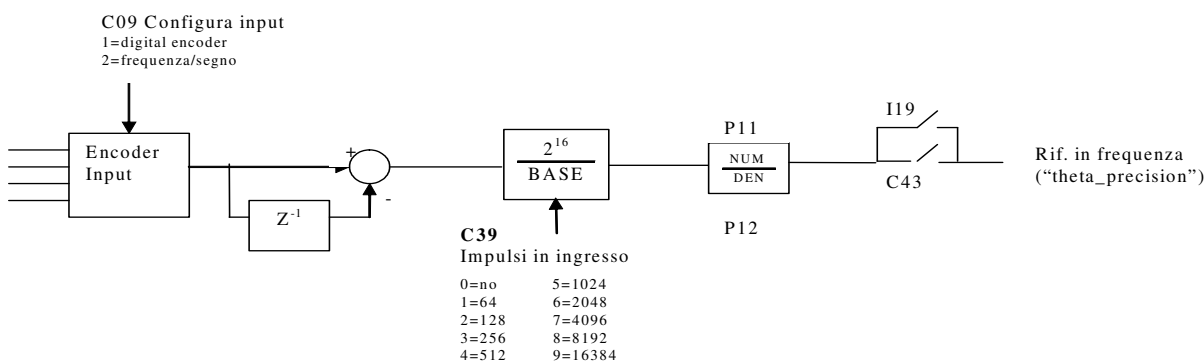 C09 Configura input
1=digital encoder
2=frequenza/segno
Encoder
Input
+
-
Z-1
216
BASE
C39
Impulsi in ingresso
0=no 5=1024
1=64 6=2048
2=128 7=4096
3=256 8=8192
4=512 9=16384
P11
NUM
DEN
P12
I19
C43
Rif. in frequenza
(“theta_precision”)